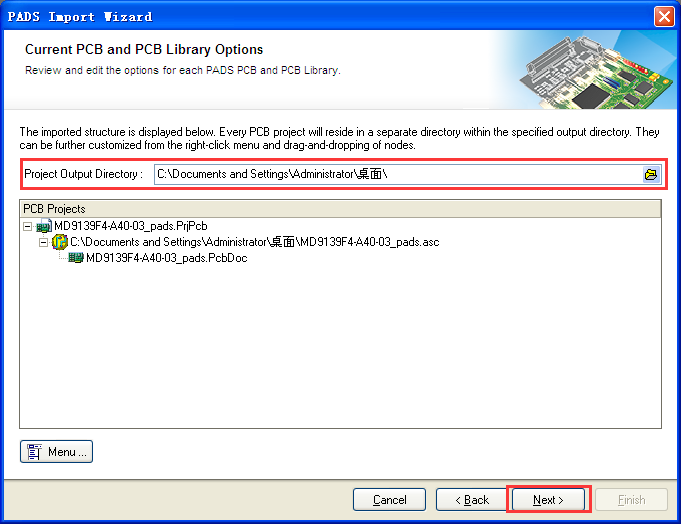 PADS Import Wizard
Current PCB and PCB Library Options
Review and edit the options for each PADS PCB and PCB Library.
The imported structure is displayed below. Every PCB project will reside in a separate directory within the specified output directory. They
can be further customized from the right-click menu and drag-and-dropping of nodes.
Project Output Directory : C:\Documents and Settings\Administrator\桌面\
PCB Projects
MD9139F4-A40-03_pads.PrjPcb
C:\Documents and Settings\Administrator\桌面\MD9139F4-A40-03_pads.asc
MD9139F4-A40-03_pads.PcbDoc
Menu ...
Cancel < Back Next > Finish